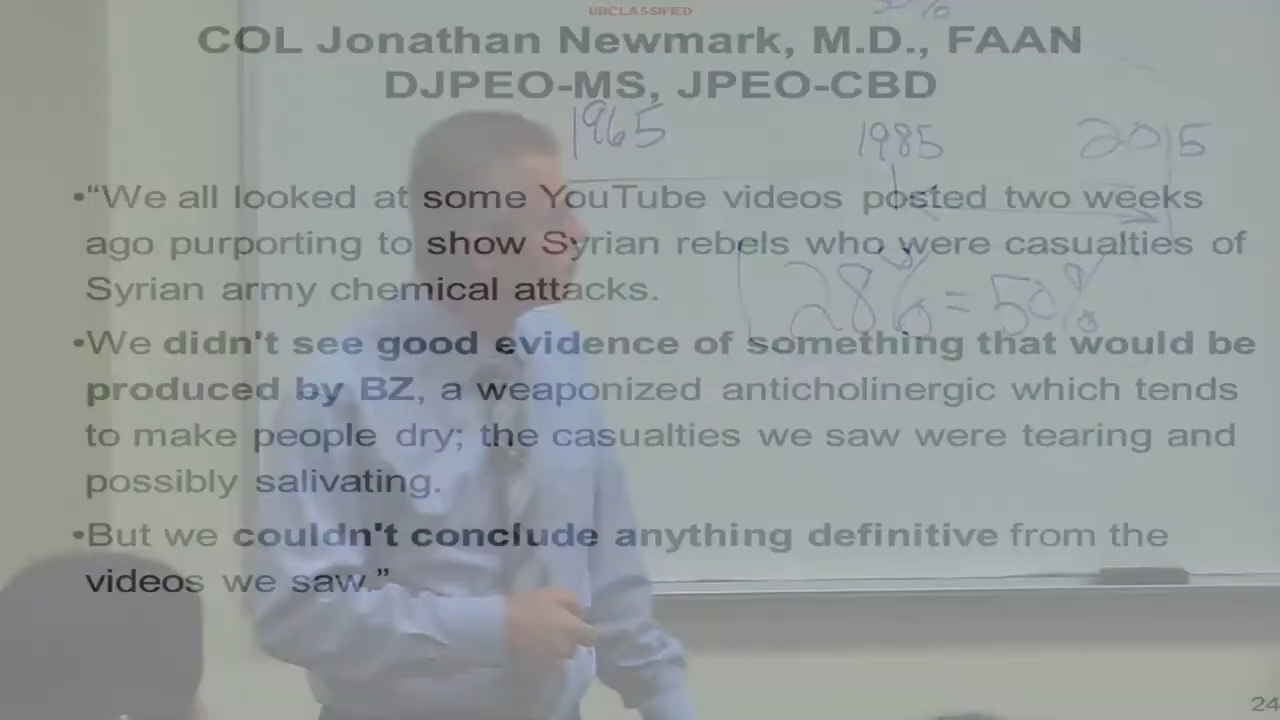 UNCLASSIFIED
50%
COL Jonathan Newmark, M.D., FAAN
DJPEO-MS, JPEO-CBD
1965
1985
2015
•“We all looked at some YouTube videos posted two weeks
ago purporting to show Syrian rebels who were casualties of
Syrian army chemical attacks.
28% = 50%
•We didn't see good evidence of something that would be
produced by BZ, a weaponized anticholinergic which tends
to make people dry; the casualties we saw were tearing and
possibly salivating.
•But we couldn't conclude anything definitive from the
videos we saw.”
24